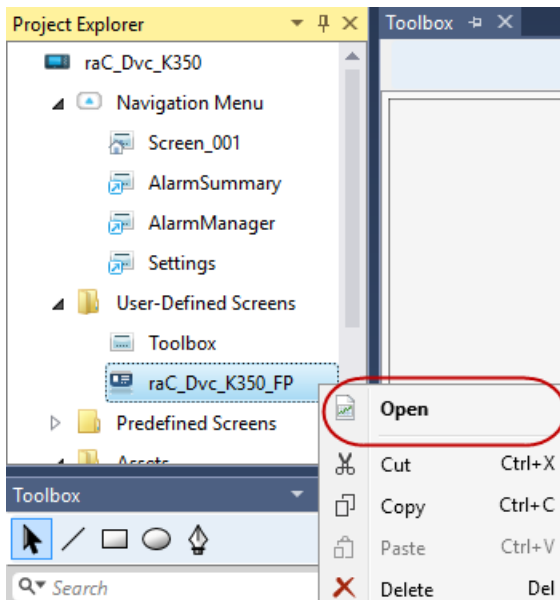 Project Explorer
Toolbox
raC_Dvc_K350
Navigation Menu
Screen_001
AlarmSummary
AlarmManager
Settings
User-Defined Screens
Toolbox
raC_Dvc_K350_FP
Predefined Screens
Assets
Open
Cut Ctrl+X
Copy Ctrl+C
Paste Ctrl+V
Delete Del
Toolbox
Search